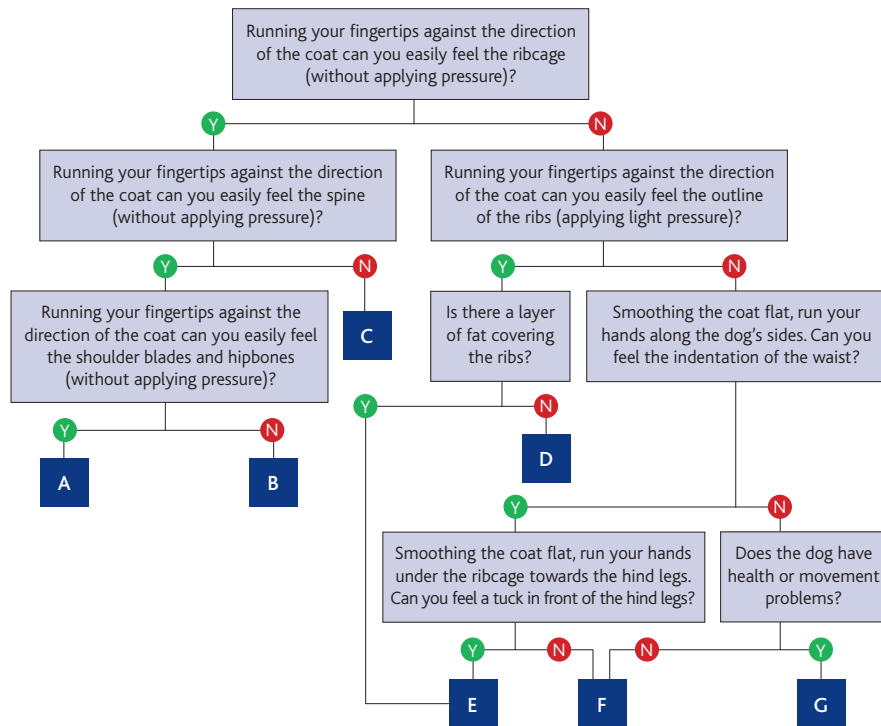 Running your fingertips against the direction
of the coat can you easily feel the ribcage
(without applying pressure)?
Y
N
Running your fingertips against the direction
of the coat can you easily feel the spine
(without applying pressure)?
Running your fingertips against the direction
of the coat can you easily feel the outline
of the ribs (applying light pressure)?
Y
N
Y
N
Running your fingertips against the
direction of the coat can you easily feel
the shoulder blades and hipbones
(without applying pressure)?
C
Is there a layer
of fat covering
the ribs?
Smoothing the coat flat, run your
hands along the dog's sides. Can you
feel the indentation of the waist?
Y
N
Y
N
A
B
D
Y
N
Smoothing the coat flat, run your hands
under the ribcage towards the hind legs.
Can you feel a tuck in front of the hind legs?
Does the dog have
health or movement
problems?
Y
N
N
Y
E
F
G